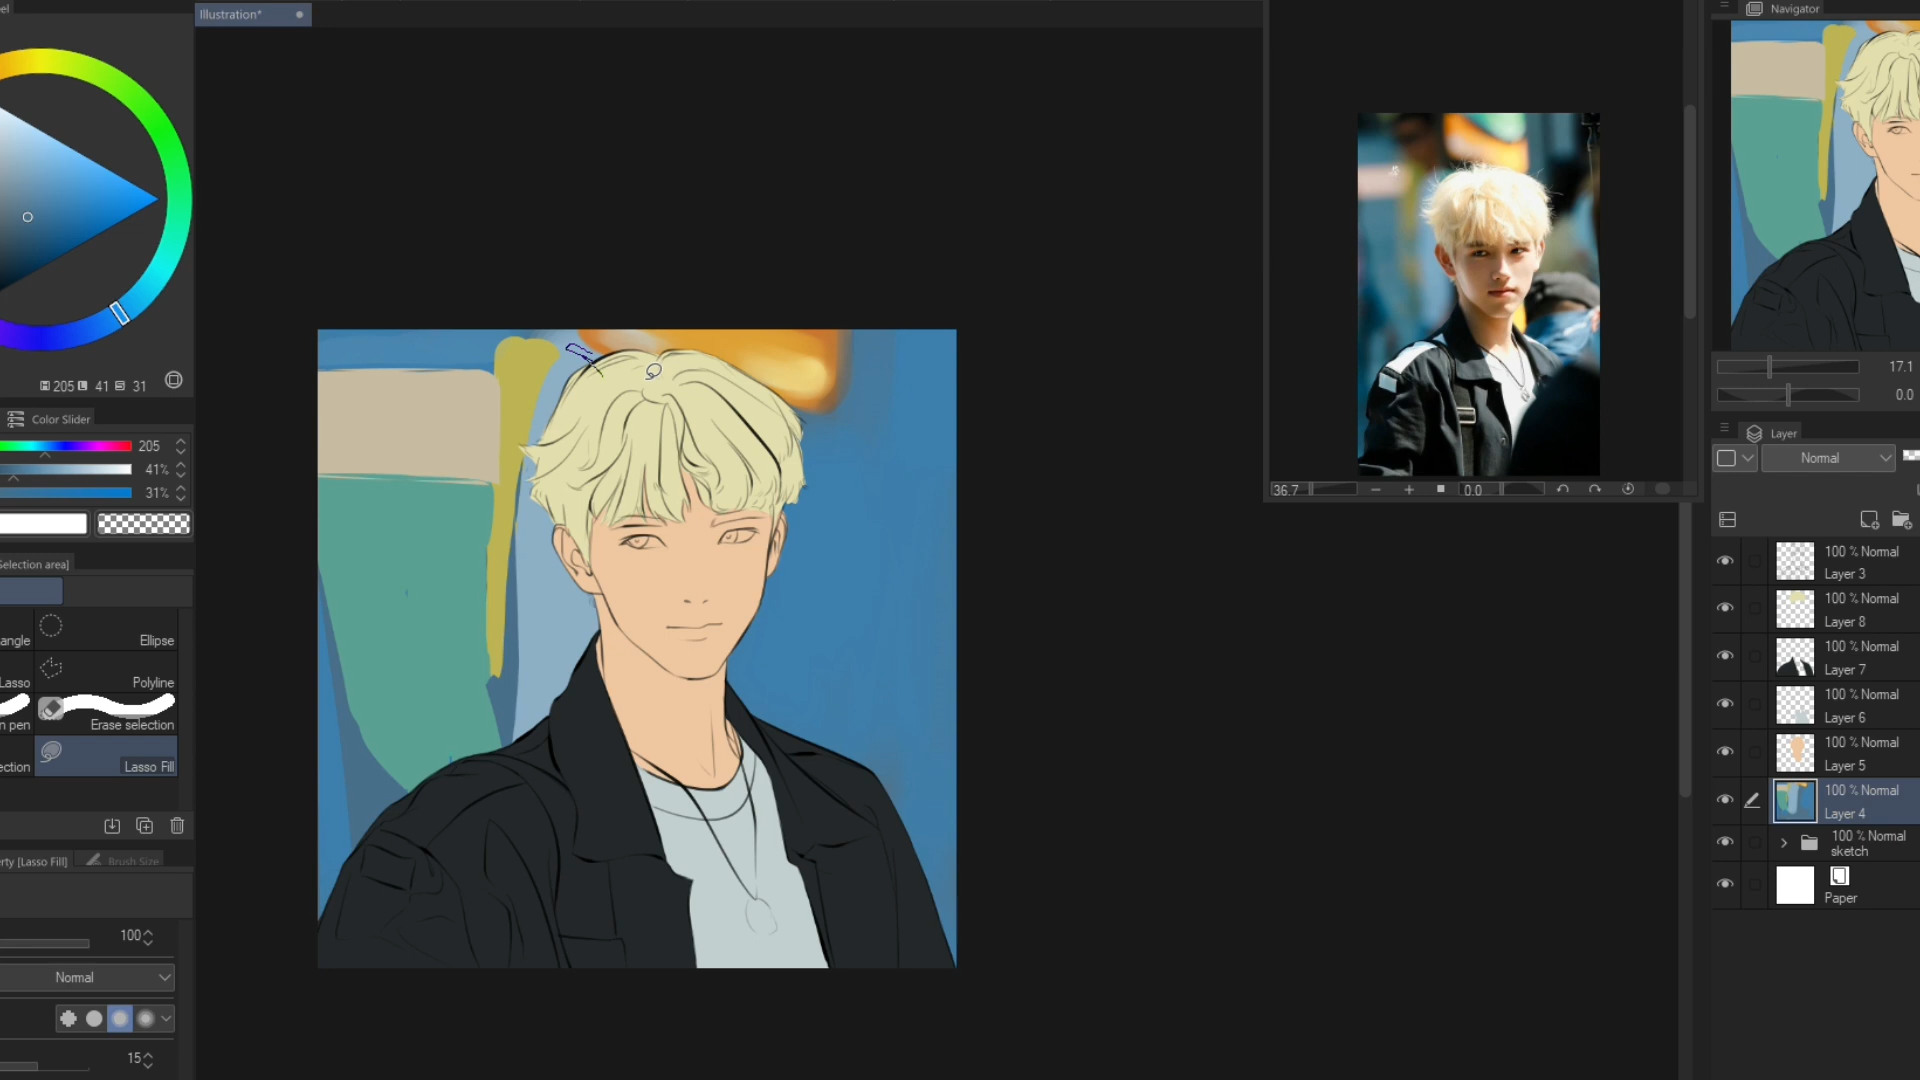 el
Illustration*
Navigator
205 41 31
Color Slider
205
41%
31%
Selection area]
angle
Ellipse
Lasso
Polyline
n pen
Erase selection
ection
Lasso Fill
erty [Lasso Fill]
Brush Size
100
Normal
15
36.7
0.0
17.1
0.0
Layer
Normal
100 % Normal
Layer 3
100 % Normal
Layer 8
100 % Normal
Layer 7
100 % Normal
Layer 6
100 % Normal
Layer 5
100 % Normal
Layer 4
100 % Normal
sketch
Paper